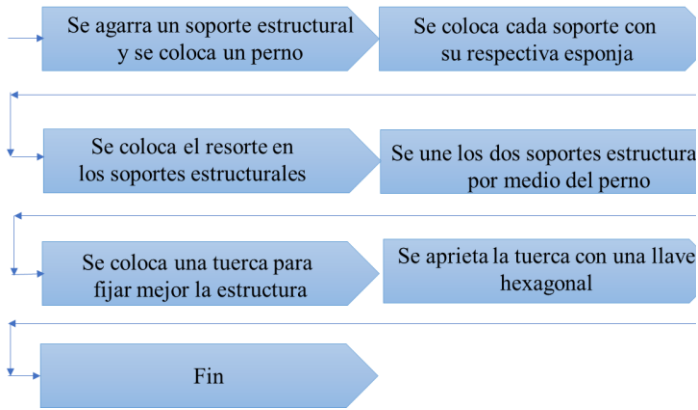 Se agarra un soporte estructural
y se coloca un perno
Se coloca cada soporte con
su respectiva esponja
Se coloca el resorte en
los soportes estructurales
Se une los dos soportes estructura
por medio del perno
Se coloca una tuerca para
fijar mejor la estructura
Se aprieta la tuerca con una llave
hexagonal
Fin